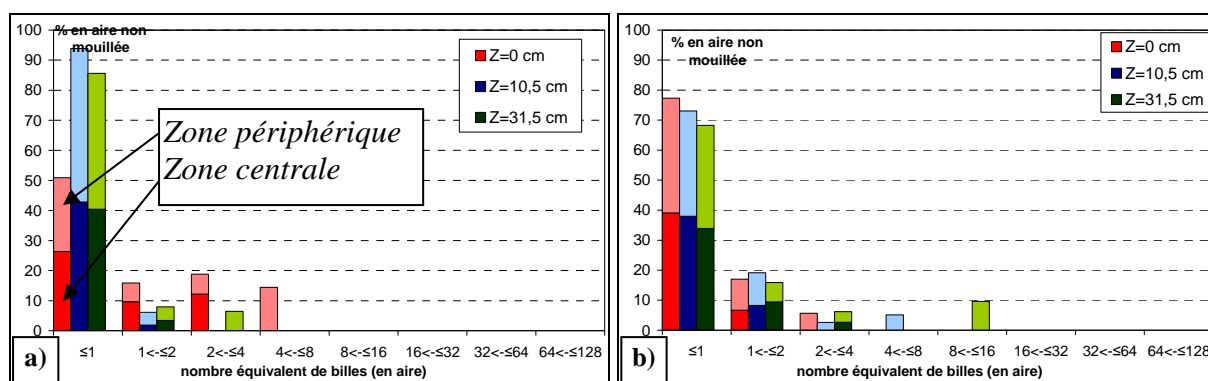 % en aire non
mouillée
100
90
80
70
60
50
40
30
20
10
0
Z=0 cm
Z=10,5 cm
Z=31,5 cm
Zone périphérique
Zone centrale
≤1
1<-≤2
2<-≤4
4<-≤8
8<-≤16
16<-≤32
32<-≤64
64<-≤128
nombre équivalent de billes (en aire)
a)
% en aire non
mouillée
100
90
80
70
60
50
40
30
20
10
0
Z=0 cm
Z=10,5 cm
Z=31,5 cm
≤1
1<-≤2
2<-≤4
4<-≤8
8<-≤16
16<-≤32
32<-≤64
64<-≤128
nombre équivalent de billes (en aire)
b)